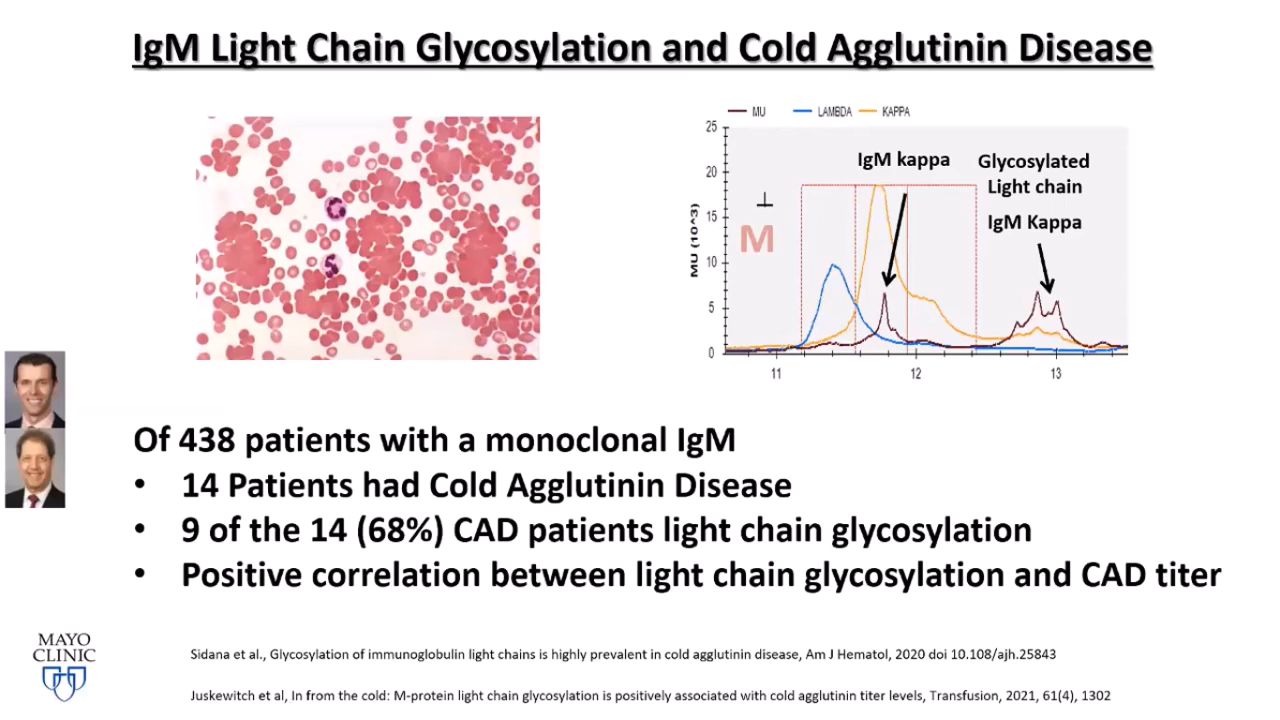 IgM Light Chain Glycosylation and Cold Agglutinin Disease
MU LAMBDA KAPPA
25
20
15
10
5
0
MU (10^3)
IgM kappa
Glycosylated
Light chain
IgM Kappa
M
11 12 13
Of 438 patients with a monoclonal IgM
• 14 Patients had Cold Agglutinin Disease
• 9 of the 14 (68%) CAD patients light chain glycosylation
• Positive correlation between light chain glycosylation and CAD titer
MAYO
CLINIC
Sidana et al., Glycosylation of immunoglobulin light chains is highly prevalent in cold agglutinin disease, Am J Hematol, 2020 doi 10.108/ajh.25843
Juskewitch et al, In from the cold: M-protein light chain glycosylation is positively associated with cold agglutinin titer levels, Transfusion, 2021, 61(4), 1302